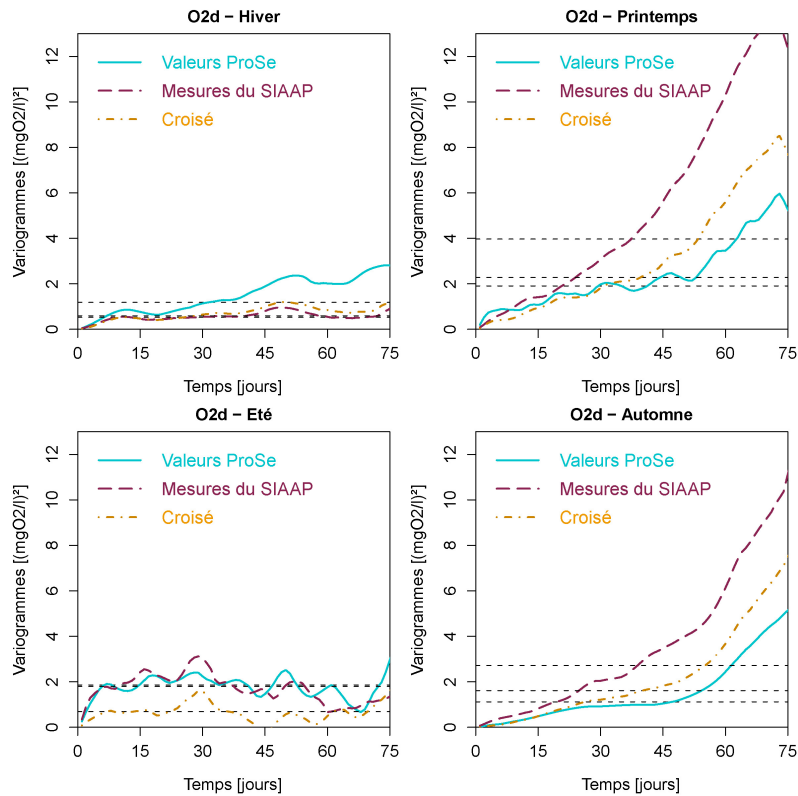 O2d − Hiver
Variogrammes [(mgO2/l)²]
12
10
8
6
4
2
0
Valeurs ProSe
Mesures du SIAAP
Croisé
0 15 30 45 60 75
Temps [jours]
O2d − Printemps
Variogrammes [(mgO2/l)²]
12
10
8
6
4
2
0
Valeurs ProSe
Mesures du SIAAP
Croisé
0 15 30 45 60 75
Temps [jours]
O2d − Eté
Variogrammes [(mgO2/l)²]
12
10
8
6
4
2
0
Valeurs ProSe
Mesures du SIAAP
Croisé
0 15 30 45 60 75
Temps [jours]
O2d − Automne
Variogrammes [(mgO2/l)²]
12
10
8
6
4
2
0
Valeurs ProSe
Mesures du SIAAP
Croisé
0 15 30 45 60 75
Temps [jours]